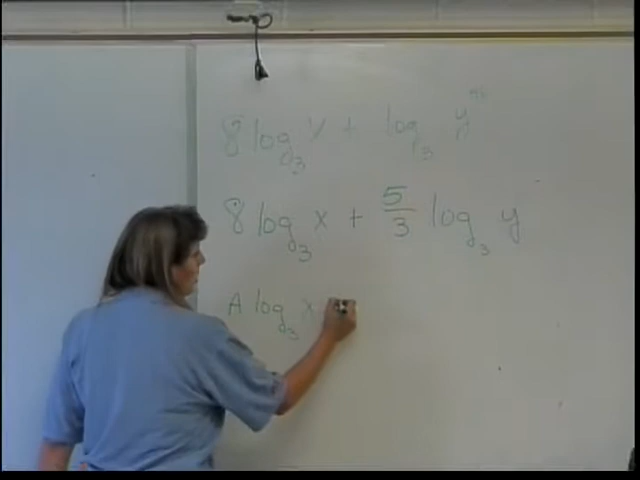 8 log₃ x + log₃ y
8 log₃ x + 5/3 log₃ y
A log₃ x